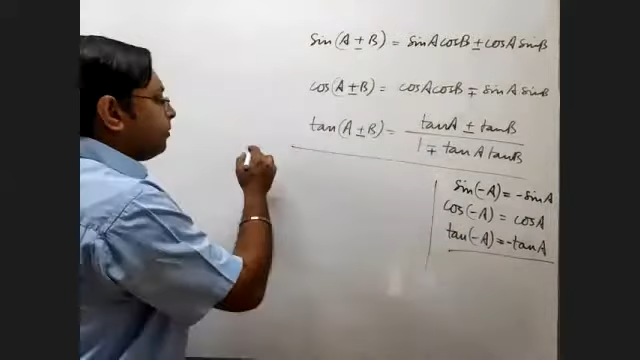 sin(A ± B) = sinA cosB ± cosA sinB
cos(A ± B) = cosA cosB ∓ sinA sinB
tan(A ± B) = tanA ± tanB / 1 ∓ tanA tanB
sin(-A) = -sinA
cos(-A) = cosA
tan(-A) = -tanA